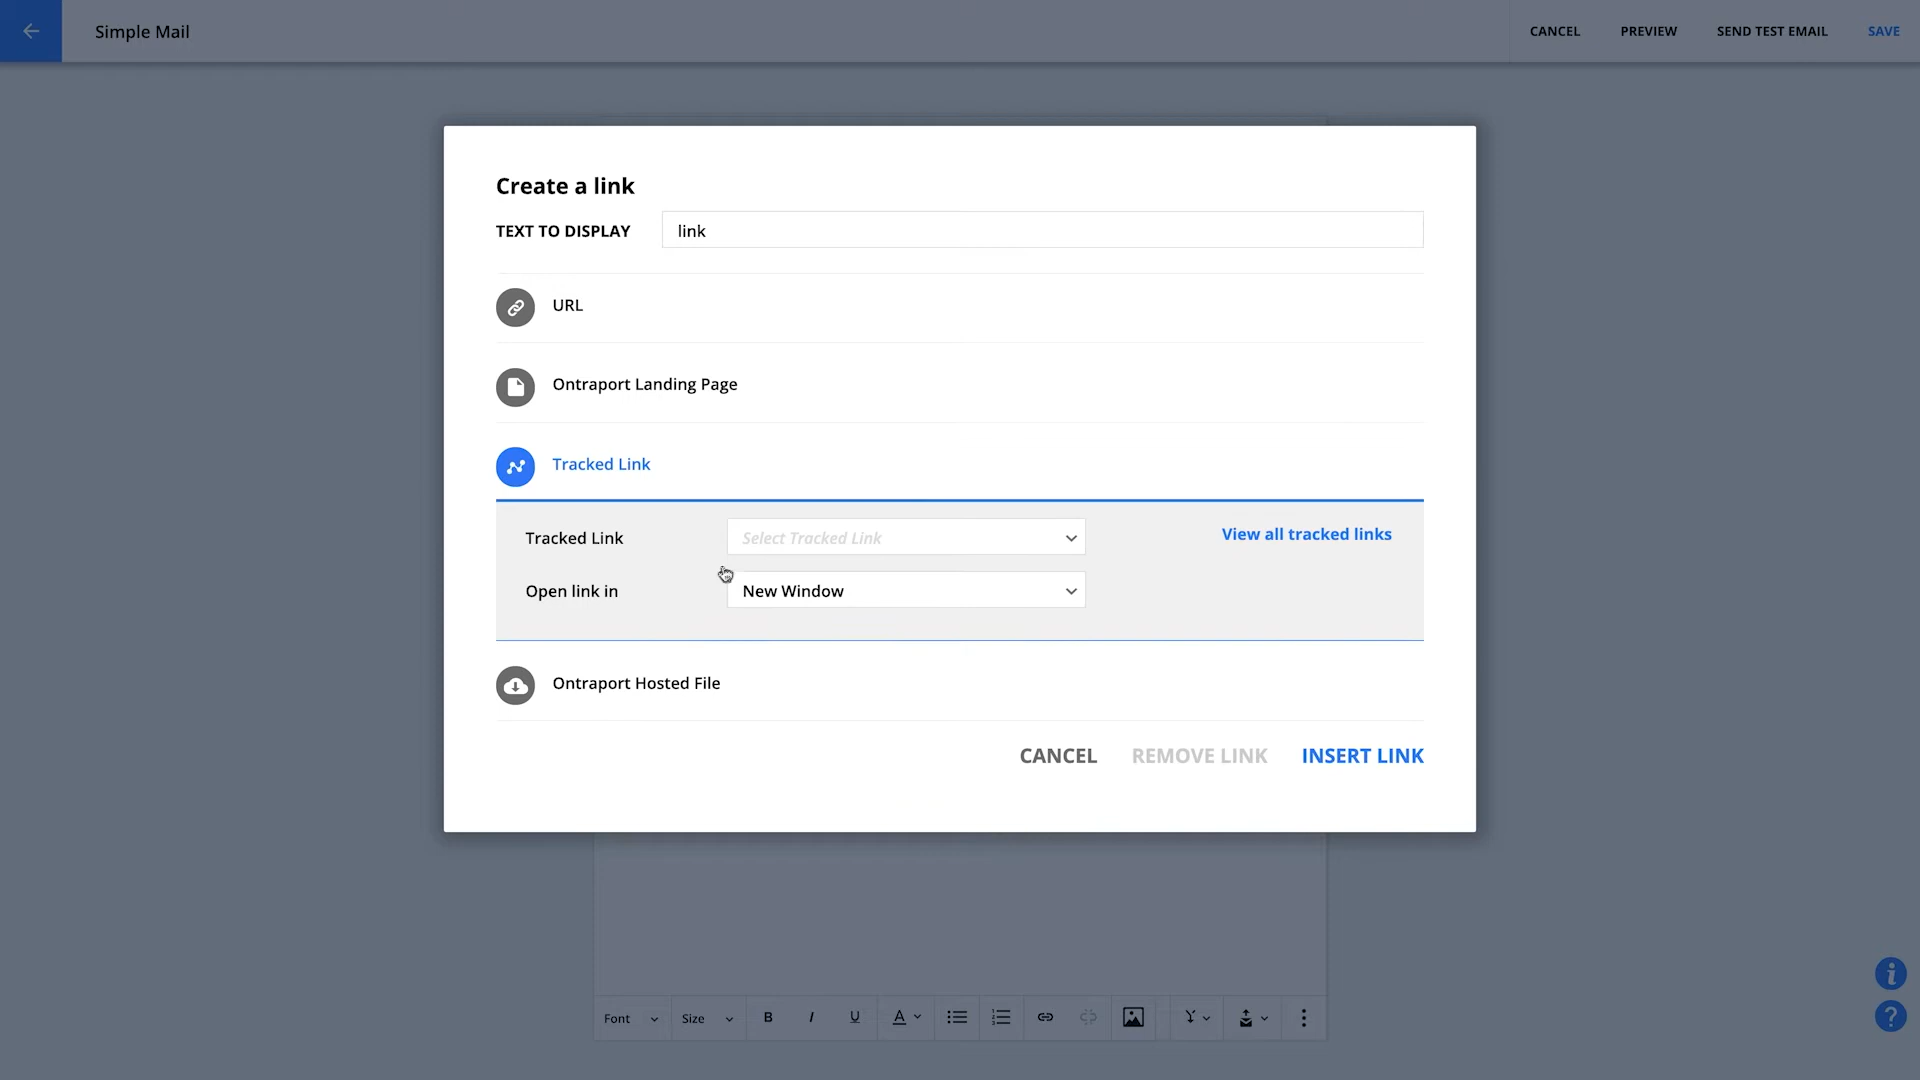 Simple Mail
CANCEL PREVIEW SEND TEST EMAIL SAVE
Create a link
TEXT TO DISPLAY link
URL
Ontraport Landing Page
Tracked Link
Tracked Link Select Tracked Link View all tracked links
Open link in New Window
Ontraport Hosted File
CANCEL REMOVE LINK INSERT LINK
Font Size B I U A